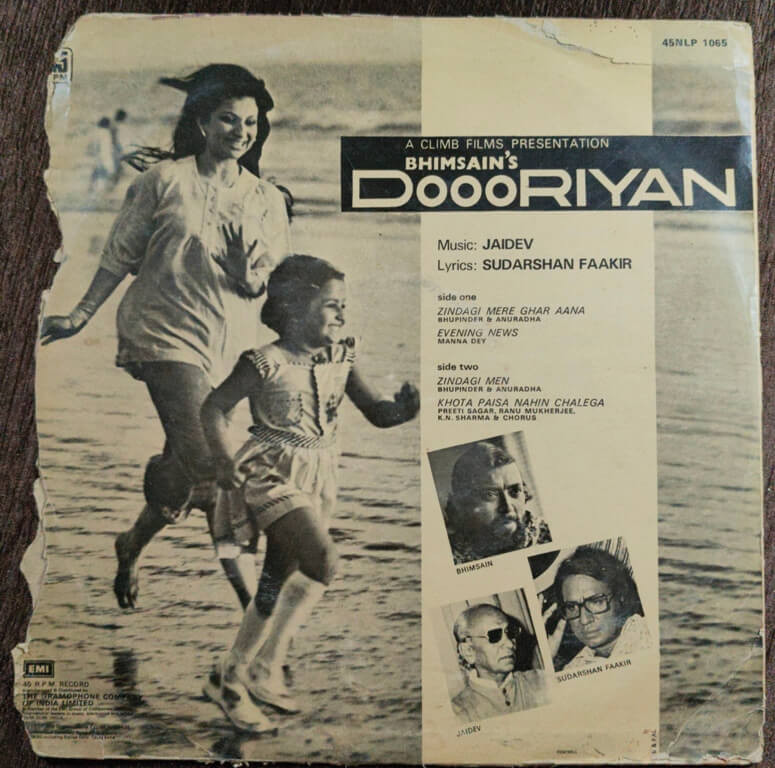 45NLP 1065
A CLIMB FILMS PRESENTATION
BHIMSAIN'S
DOOORIYAN
Music: JAIDEV
Lyrics: SUDARSHAN FAAKIR
side one
ZINDAGI MERE GHAR AANA
BHUPINDER & ANURADHA
EVENING NEWS
MANNA DEY
side two
ZINDAGI MEN
BHUPINDER & ANURADHA
KHOTA PAISA NAHIN CHALEGA
PREETI SAGAR, RANU MUKHERJEE,
K.N. SHARMA & CHORUS
BHIMSAIN
SUDARSHAN FAAKIR
JAIDEV
EMI
45 R.P.M. RECORD
THE GRAMOPHONE COMPANY
OF INDIA LIMITED